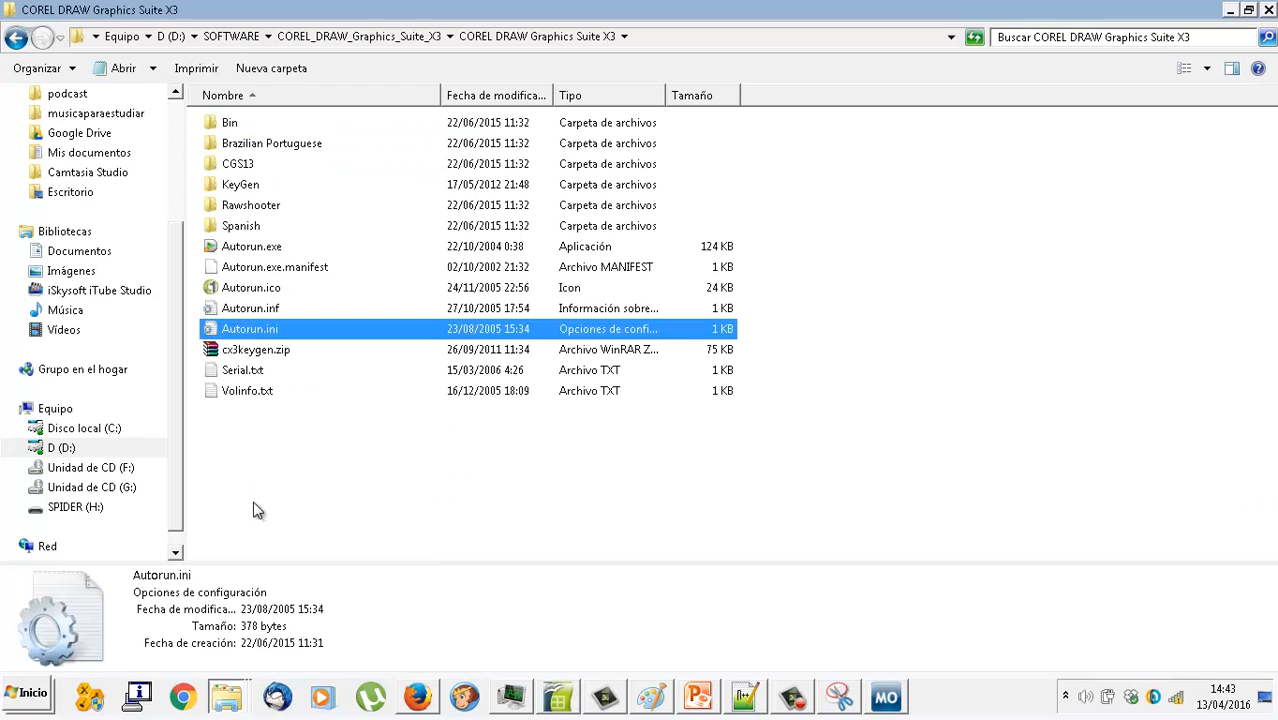 COREL DRAW Graphics Suite X3
Equipo ▸ D (D:) ▸ SOFTWARE ▸ COREL_DRAW_Graphics_Suite_X3 ▸ COREL DRAW Graphics Suite X3
Buscar COREL DRAW Graphics Suite X3
Organizar Abrir Imprimir Nueva carpeta
podcast
musicaparaestudiar
Google Drive
Mis documentos
Camtasia Studio
Escritorio
Bibliotecas
Documentos
Imágenes
iSkysoft iTube Studio
Música
Vídeos
Grupo en el hogar
Equipo
Disco local (C:)
D (D:)
Unidad de CD (F:)
Unidad de CD (G:)
SPIDER (H:)
Red
Nombre Fecha de modifica... Tipo Tamaño
Bin 22/06/2015 11:32 Carpeta de archivos
Brazilian Portuguese 22/06/2015 11:32 Carpeta de archivos
CGS13 22/06/2015 11:32 Carpeta de archivos
KeyGen 17/05/2012 21:48 Carpeta de archivos
Rawshooter 22/06/2015 11:32 Carpeta de archivos
Spanish 22/06/2015 11:32 Carpeta de archivos
Autorun.exe 22/10/2004 0:38 Aplicación 124 KB
Autorun.exe.manifest 02/10/2002 21:32 Archivo MANIFEST 1 KB
Autorun.ico 24/11/2005 22:56 Icon 24 KB
Autorun.inf 27/10/2005 17:54 Información sobre... 1 KB
Autorun.ini 23/08/2005 15:34 Opciones de confi... 1 KB
cx3keygen.zip 26/09/2011 11:34 Archivo WinRAR Z... 75 KB
Serial.txt 15/03/2006 4:26 Archivo TXT 1 KB
Volinfo.txt 16/12/2005 18:09 Archivo TXT 1 KB
Autorun.ini
Opciones de configuración
Fecha de modifica... 23/08/2005 15:34
Tamaño: 378 bytes
Fecha de creación: 22/06/2015 11:31
Inicio
MO
14:43
13/04/2016